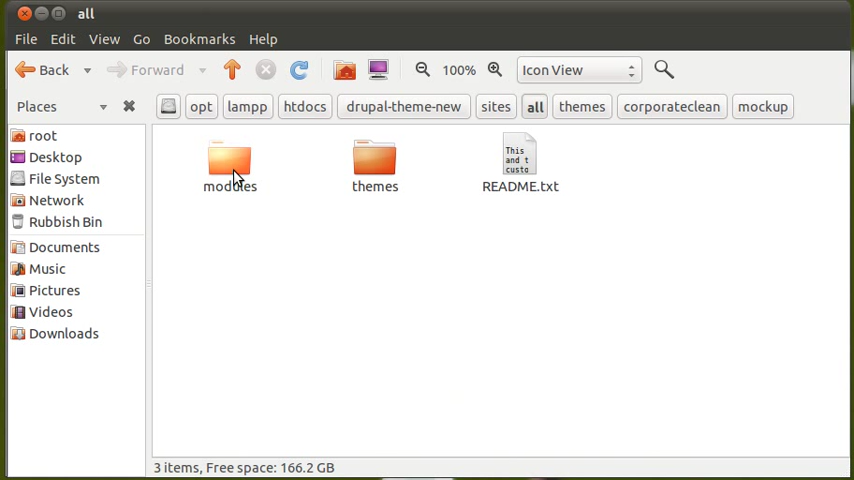 all
File Edit View Go Bookmarks Help
Back Forward 100% Icon View
Places opt lampp htdocs drupal-theme-new sites all themes corporateclean mockup
root
Desktop
File System
Network
Rubbish Bin
Documents
Music
Pictures
Videos
Downloads
modules themes README.txt
This
and t
custo
3 items, Free space: 166.2 GB